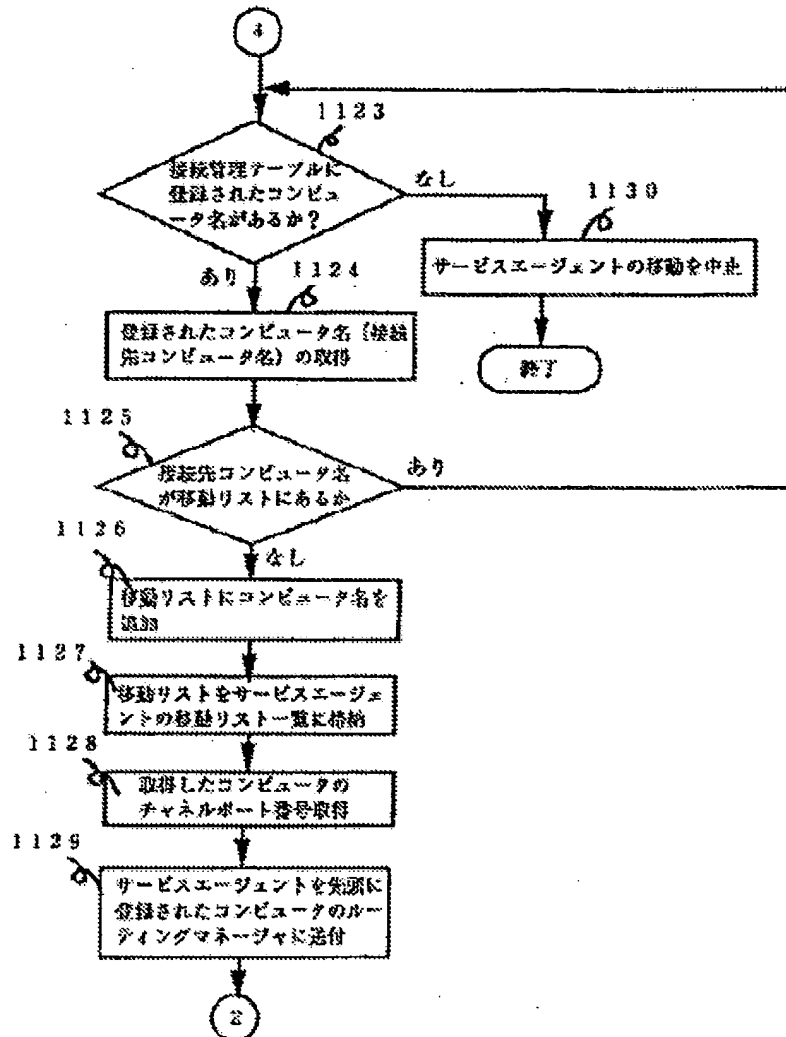 4
1123
接続管理テーブルに
登録されたコンピュ
ータ名があるか?
なし
1130
サービスエージェントの移動を中止
終了
あり
1124
登録されたコンピュータ名(接続
先コンピュータ名)の取得
1125
接続先コンピュータ名
が移動リストにあるか
あり
1126
なし
移動リストにコンピュータ名を
追加
1127
移動リストをサービスエージェ
ントの移動リスト一覧に格納
1128
取得したコンピュータの
チャネルポート番号取得
1129
サービスエージェントを先頭に
登録されたコンピュータのルー
ティングマネージャに送付
2